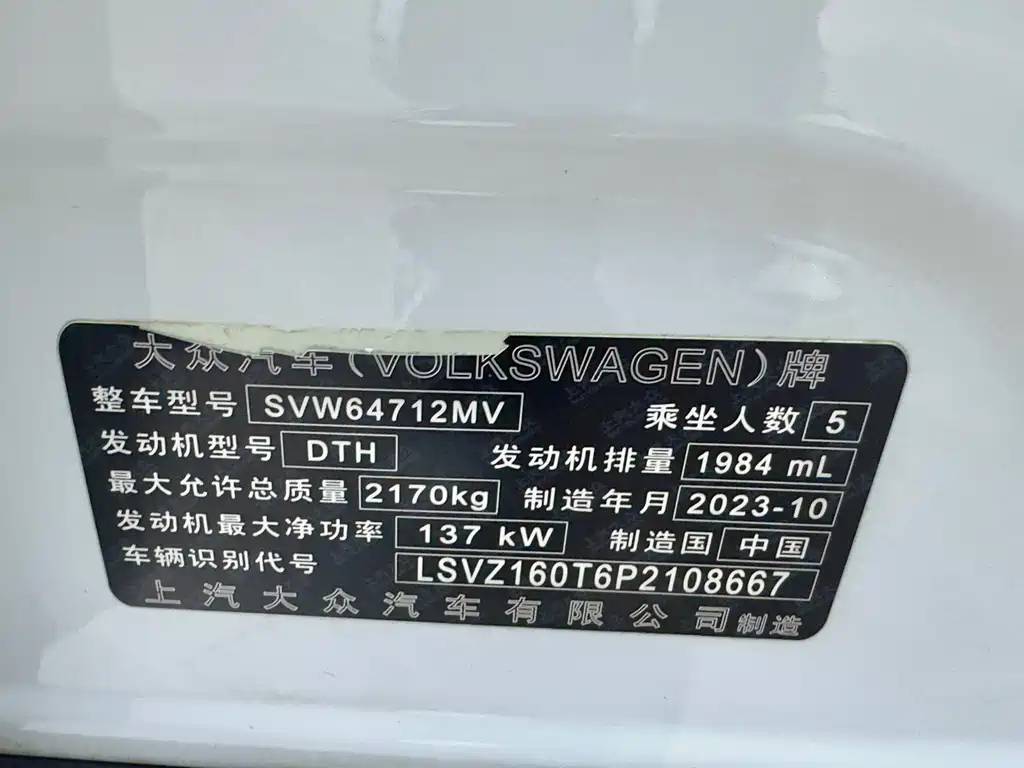 大众汽车(VOLKSWAGEN)牌
整车型号 SVW64712MV 乘坐人数 5
发动机型号 DTH 发动机排量 1984 mL
最大允许总质量 2170kg 制造年月 2023-10
发动机最大净功率 137 kW 制造国 中国
车辆识别代号 LSVZ160T6P2108667
上汽大众汽车有限公司制造